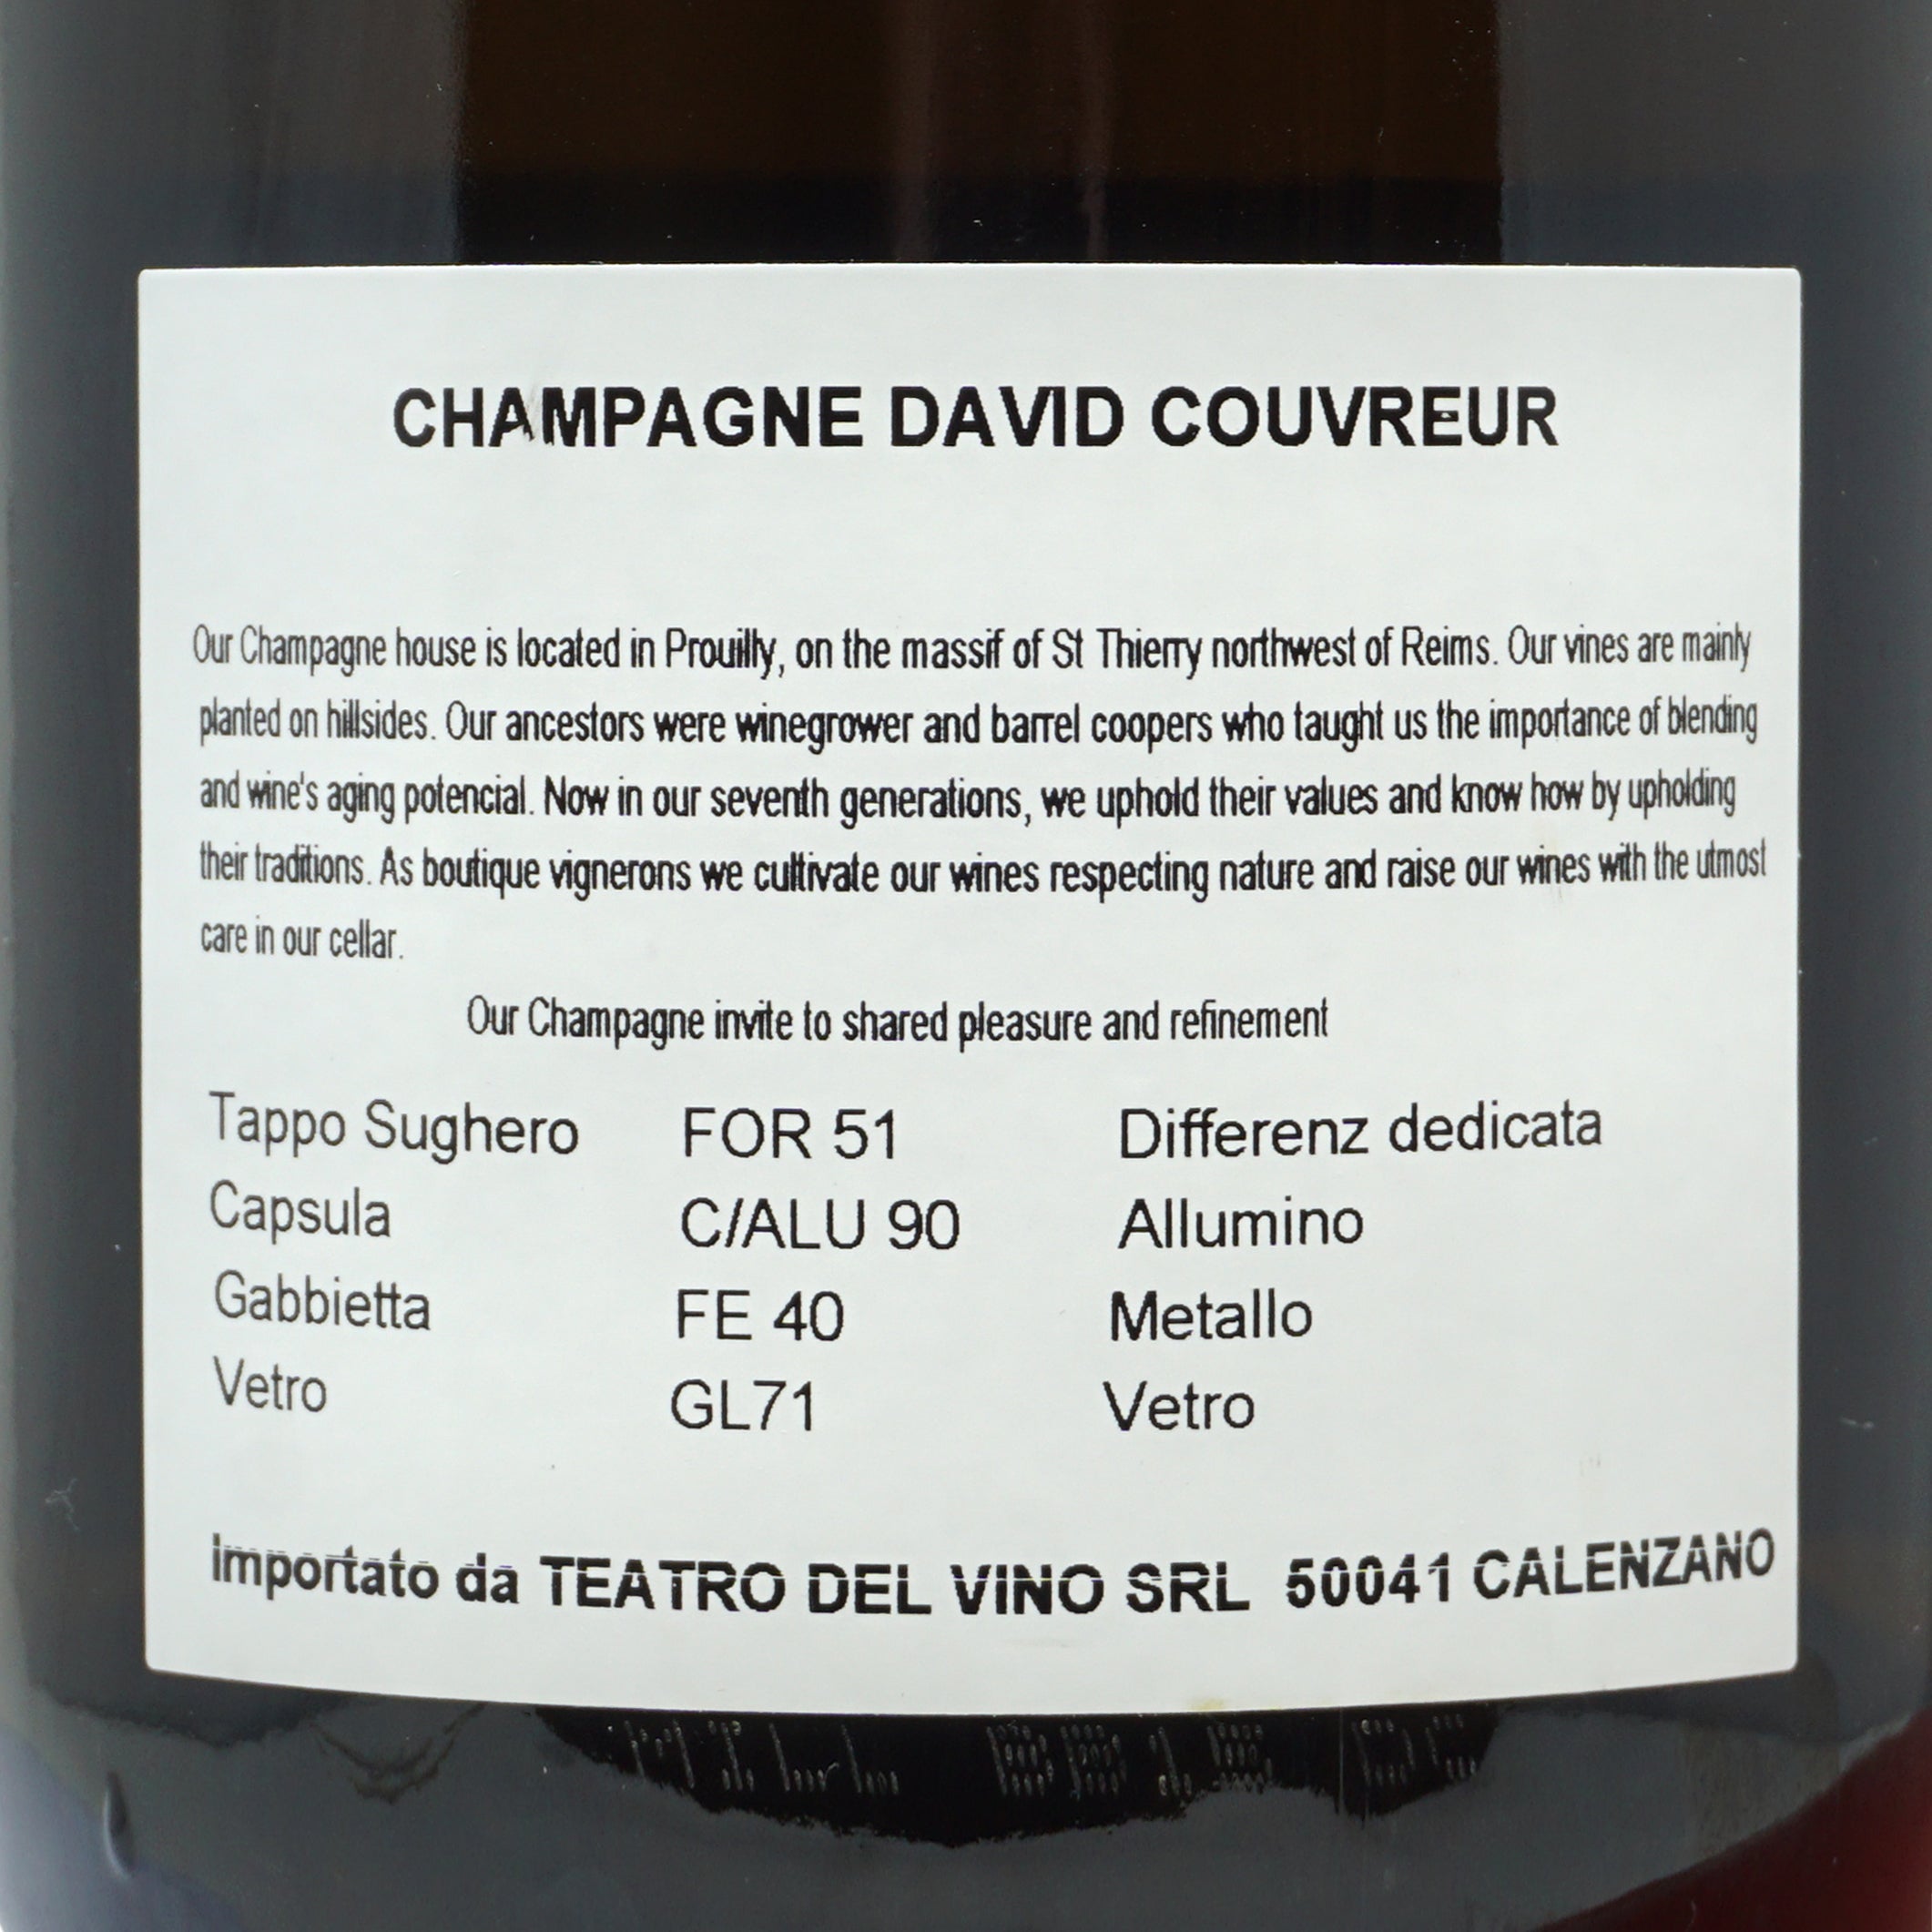 CHAMPAGNE DAVID COUVREUR
Our Champagne house is located in Prouilly, on the massif of St Thierry northwest of Reims. Our vines are mainly
planted on hillsides. Our ancestors were winegrower and barrel coopers who taught us the importance of blending
and wine's aging potencial. Now in our seventh generations, we uphold their values and know how by upholding
their traditions. As boutique vignerons we cultivate our wines respecting nature and raise our wines with the utmost
care in our cellar.
Our Champagne invite to shared pleasure and refinement
Tappo Sughero FOR 51 Differenz dedicata
Capsula C/ALU 90 Allumino
Gabbietta FE 40 Metallo
Vetro GL71 Vetro
Importato da TEATRO DEL VINO SRL 50041 CALENZANO